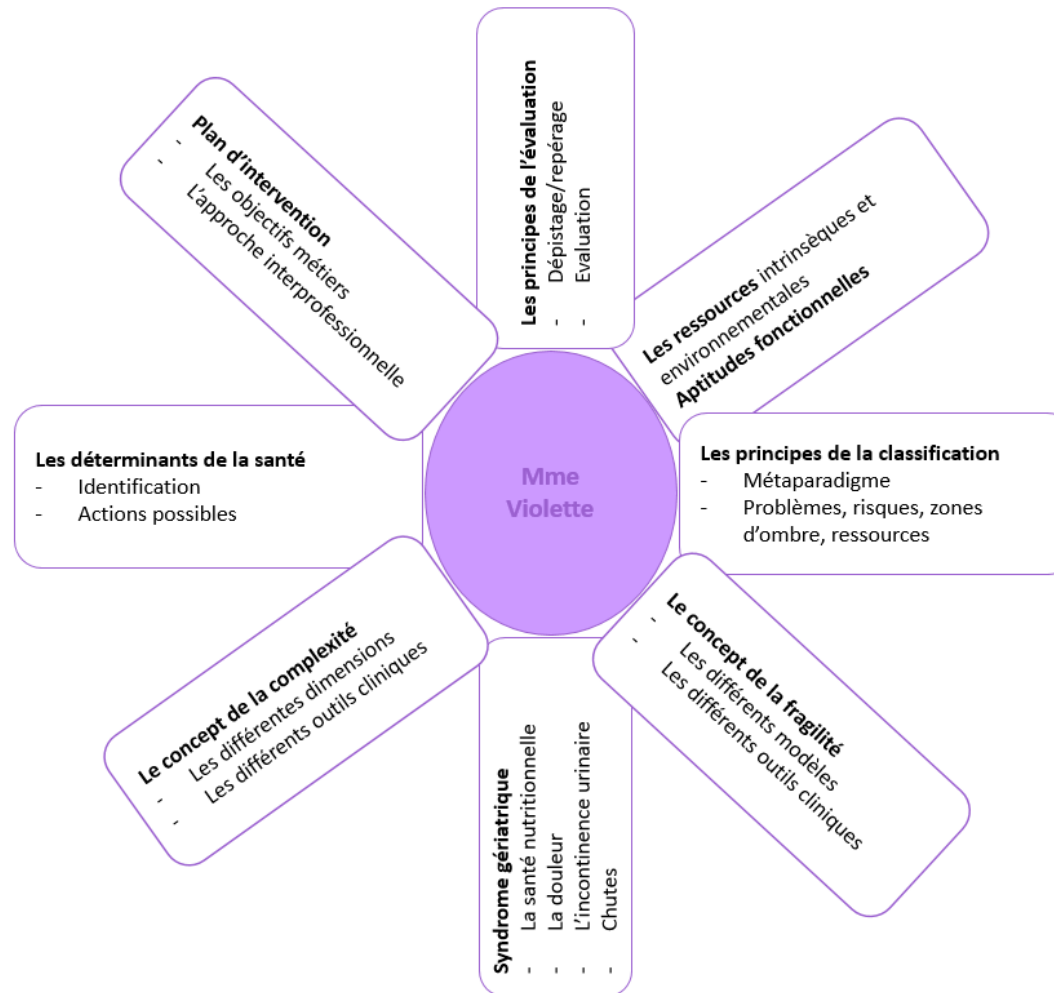 Les principes de l'évaluation
- Dépistage/repérage
- Evaluation
Les ressources intrinsèques et
environnementales
Aptitudes fonctionnelles
Les principes de la classification
- Métaparadigme
- Problèmes, risques, zones
d'ombre, ressources
Le concept de la fragilité
- Les différents modèles
- Les différents outils cliniques
Syndrome gériatrique
- La santé nutritionnelle
- La douleur
- L'incontinence urinaire
- Chutes
Le concept de la complexité
- Les différentes dimensions
- Les différents outils cliniques
Les déterminants de la santé
- Identification
- Actions possibles
Plan d'intervention
- Les objectifs métiers
- L'approche interprofessionnelle
Mme
Violette